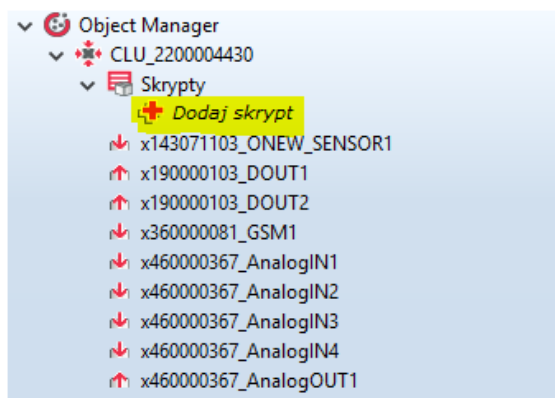 Object Manager
CLU_2200004430
Skrypty
Dodaj skrypt
x143071103_ONEW_SENSOR1
x190000103_DOUT1
x190000103_DOUT2
x360000081_GSM1
x460000367_AnalogIN1
x460000367_AnalogIN2
x460000367_AnalogIN3
x460000367_AnalogIN4
x460000367_AnalogOUT1